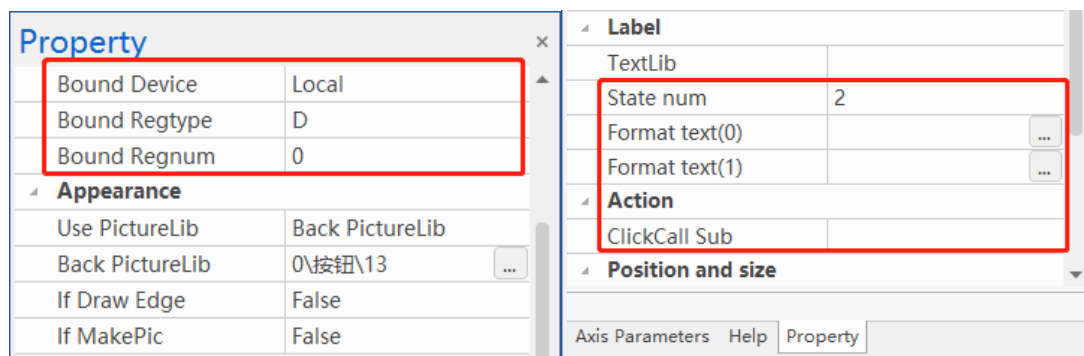 Property ×
Bound Device Local
Bound Regtype D
Bound Regnum 0
Appearance
Use PictureLib Back PictureLib
Back PictureLib 0\按钮\13 ...
If Draw Edge False
If MakePic False
Label
TextLib
State num 2
Format text(0) ...
Format text(1) ...
Action
ClickCall Sub
Position and size
Axis Parameters Help Property